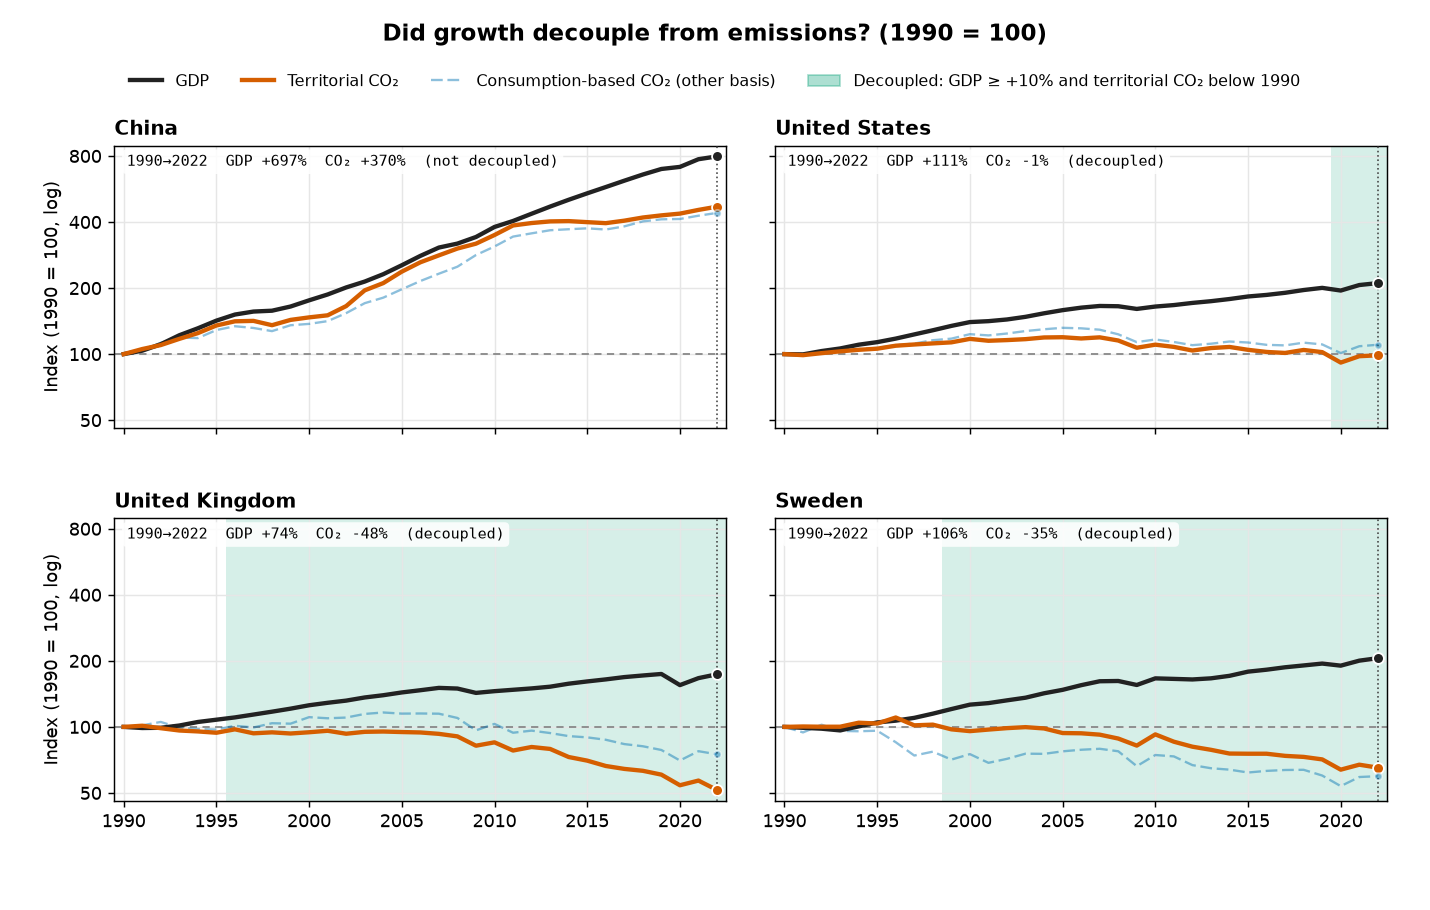 Did growth decouple from emissions? (1990 = 100)
GDP
Territorial CO₂
Consumption-based CO₂ (other basis)
Decoupled: GDP ≥ +10% and territorial CO₂ below 1990
China
1990→2022 GDP +697% CO₂ +370% (not decoupled)
Index (1990 = 100, log)
800
400
200
100
50
United States
1990→2022 GDP +111% CO₂ -1% (decoupled)
United Kingdom
1990→2022 GDP +74% CO₂ -48% (decoupled)
Index (1990 = 100, log)
800
400
200
100
50
1990 1995 2000 2005 2010 2015 2020
Sweden
1990→2022 GDP +106% CO₂ -35% (decoupled)
1990 1995 2000 2005 2010 2015 2020